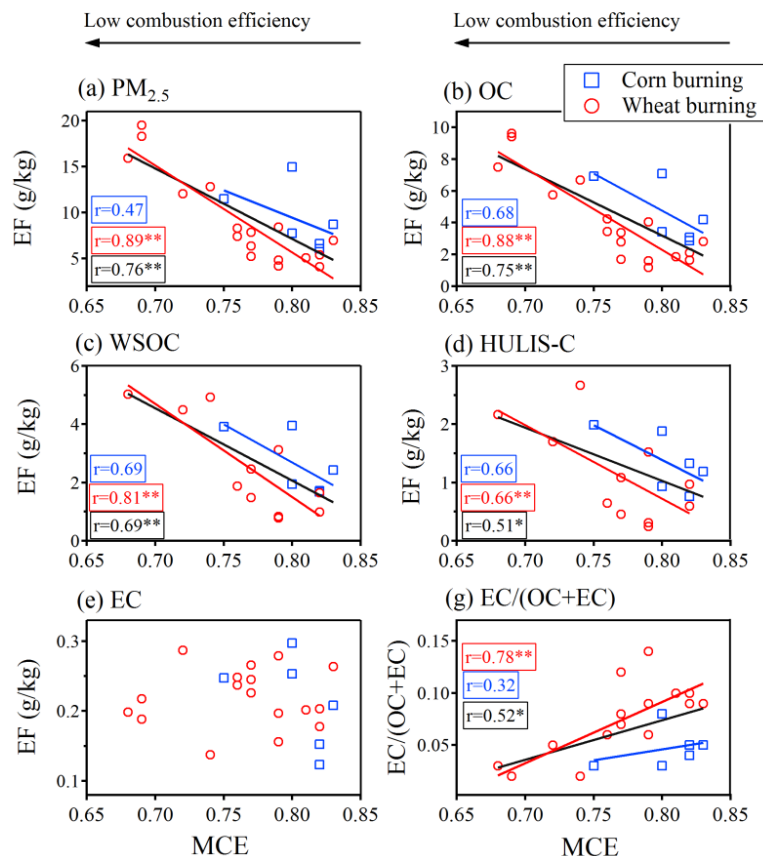 Low combustion efficiency
Low combustion efficiency
(a) PM2.5
(b) OC
Corn burning
Wheat burning
EF (g/kg)
20
15
10
5
r=0.47
r=0.89**
r=0.76**
0.65 0.70 0.75 0.80 0.85
EF (g/kg)
10
8
6
4
2
0
r=0.68
r=0.88**
r=0.75**
0.65 0.70 0.75 0.80 0.85
(c) WSOC
EF (g/kg)
6
4
2
0
r=0.69
r=0.81**
r=0.69**
0.65 0.70 0.75 0.80 0.85
(d) HULIS-C
EF (g/kg)
3
2
1
0
r=0.66
r=0.66**
r=0.51*
0.65 0.70 0.75 0.80 0.85
(e) EC
EF (g/kg)
0.3
0.2
0.1
0.65 0.70 0.75 0.80 0.85
MCE
(g) EC/(OC+EC)
EC/(OC+EC)
0.15
0.10
0.05
r=0.78**
r=0.32
r=0.52*
0.65 0.70 0.75 0.80 0.85
MCE